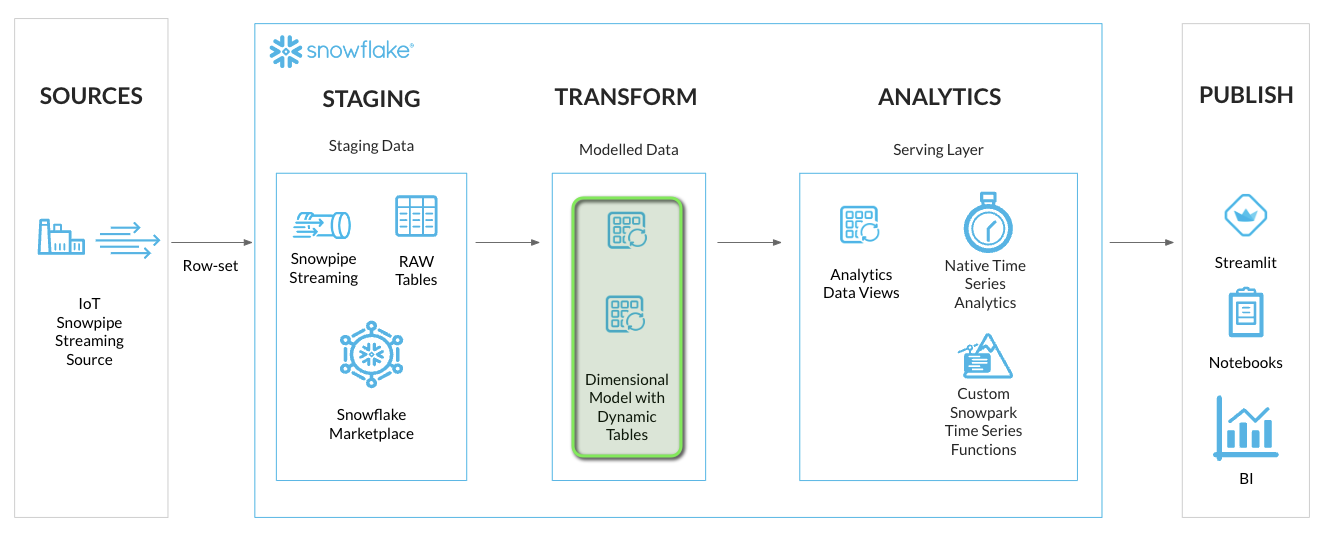 SOURCES
IoT
Snowpipe
Streaming
Source
Row-set
snowflake®
STAGING
Staging Data
Snowpipe
Streaming
RAW
Tables
Snowflake
Marketplace
TRANSFORM
Modelled Data
Dimensional
Model with
Dynamic
Tables
ANALYTICS
Serving Layer
Analytics
Data Views
Native Time
Series
Analytics
Custom
Snowpark
Time Series
Functions
PUBLISH
Streamlit
Notebooks
BI